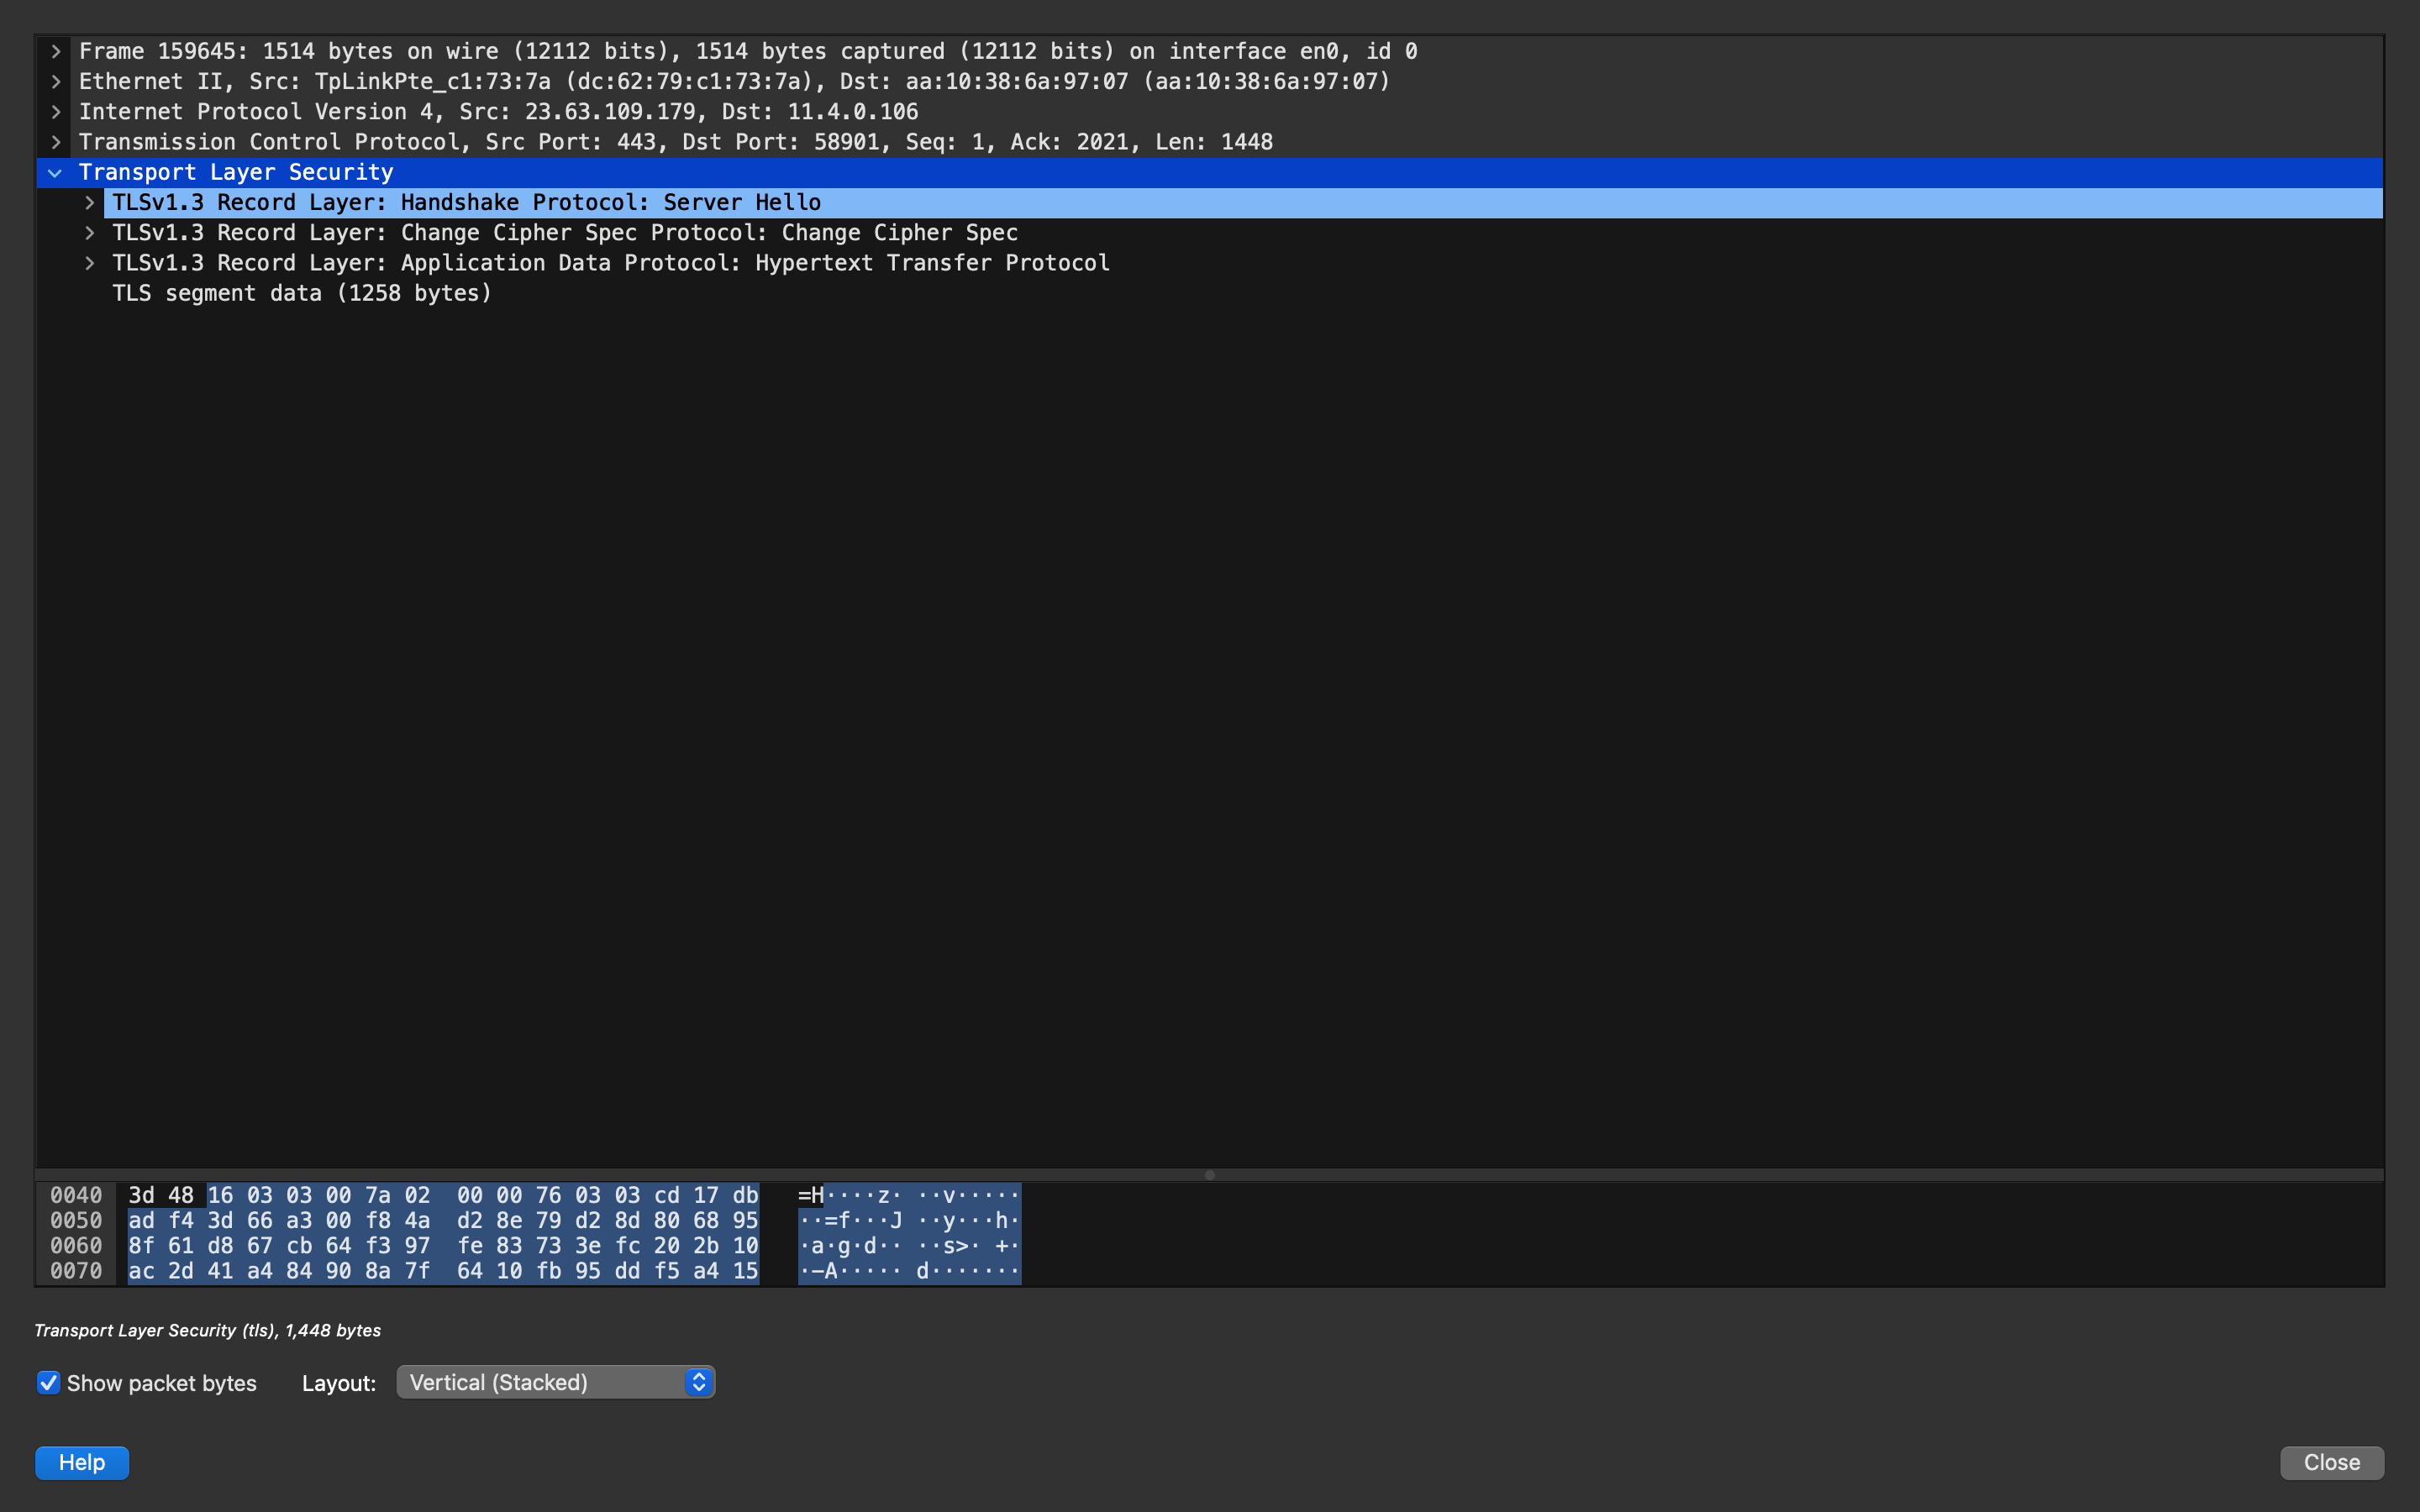 Frame 159645: 1514 bytes on wire (12112 bits), 1514 bytes captured (12112 bits) on interface en0, id 0
Ethernet II, Src: TpLinkPte_c1:73:7a (dc:62:79:c1:73:7a), Dst: aa:10:38:6a:97:07 (aa:10:38:6a:97:07)
Internet Protocol Version 4, Src: 23.63.109.179, Dst: 11.4.0.106
Transmission Control Protocol, Src Port: 443, Dst Port: 58901, Seq: 1, Ack: 2021, Len: 1448
Transport Layer Security
TLSv1.3 Record Layer: Handshake Protocol: Server Hello
TLSv1.3 Record Layer: Change Cipher Spec Protocol: Change Cipher Spec
TLSv1.3 Record Layer: Application Data Protocol: Hypertext Transfer Protocol
TLS segment data (1258 bytes)
0040 3d 48 16 03 03 00 7a 02 00 00 76 03 03 cd 17 db =H····z· ··v·····
0050 ad f4 3d 66 a3 00 f8 4a d2 8e 79 d2 8d 80 68 95 ··=f···J ··y···h·
0060 8f 61 d8 67 cb 64 f3 97 fe 83 73 3e fc 20 2b 10 ·a·g·d·· ··s>· +·
0070 ac 2d 41 a4 84 90 8a 7f 64 10 fb 95 dd f5 a4 15 ·-A····· d·······
Transport Layer Security (tls), 1,448 bytes
Show packet bytes Layout: Vertical (Stacked)
Help Close